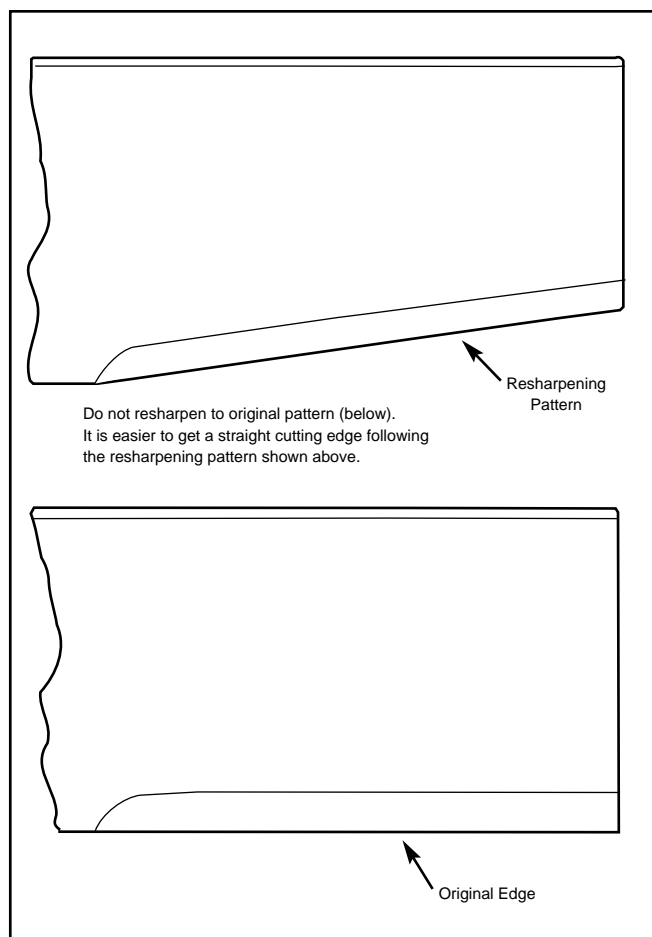 Resharpening
Pattern
Do not resharpen to original pattern (below).
It is easier to get a straight cutting edge following
the resharpening pattern shown above.
Original Edge